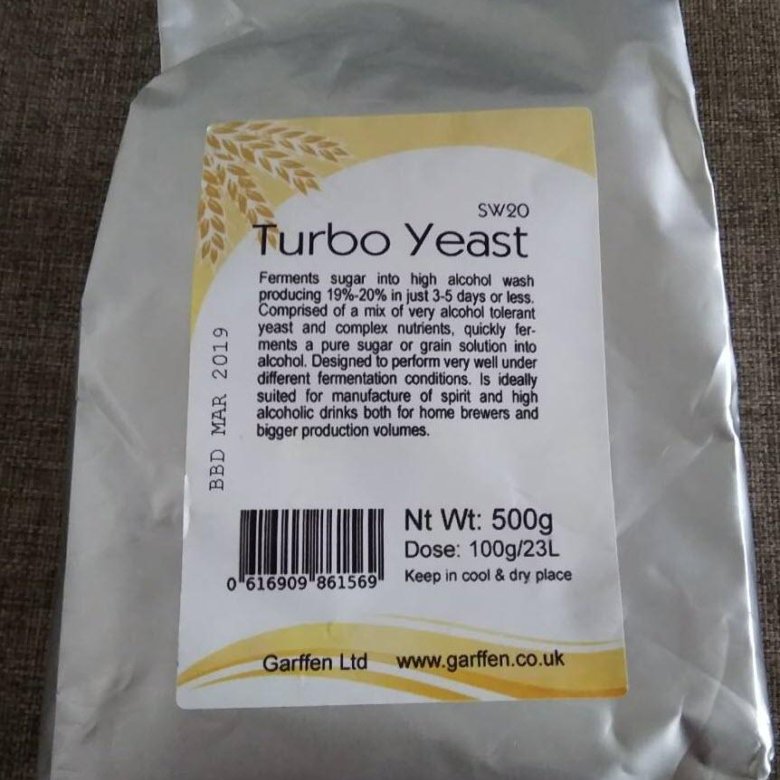 SW20
Turbo Yeast
Ferments sugar into high alcohol wash
producing 19%-20% in just 3-5 days or less.
Comprised of a mix of very alcohol tolerant
yeast and complex nutrients, quickly fer-
ments a pure sugar or grain solution into
alcohol. Designed to perform very well under
different fermentation conditions. Is ideally
suited for manufacture of spirit and high
alcoholic drinks both for home brewers and
bigger production volumes.
BBD MAR 2019
0 616909 861569
Nt Wt: 500g
Dose: 100g/23L
Keep in cool & dry place
Garffen Ltd www.garffen.co.uk